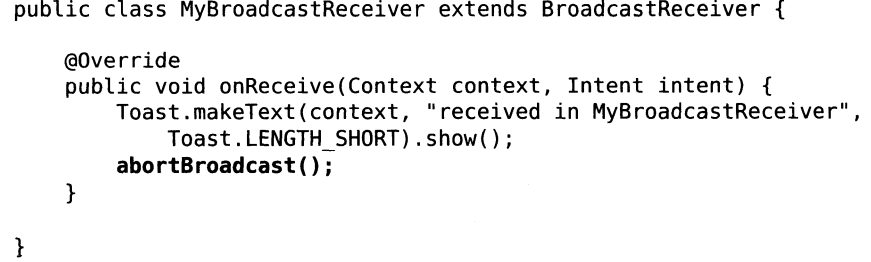 public class MyBroadcastReceiver extends BroadcastReceiver {
@Override
public void onReceive(Context context, Intent intent) {
Toast.makeText(context, "received in MyBroadcastReceiver",
Toast.LENGTH_SHORT).show();
abortBroadcast();
}
}